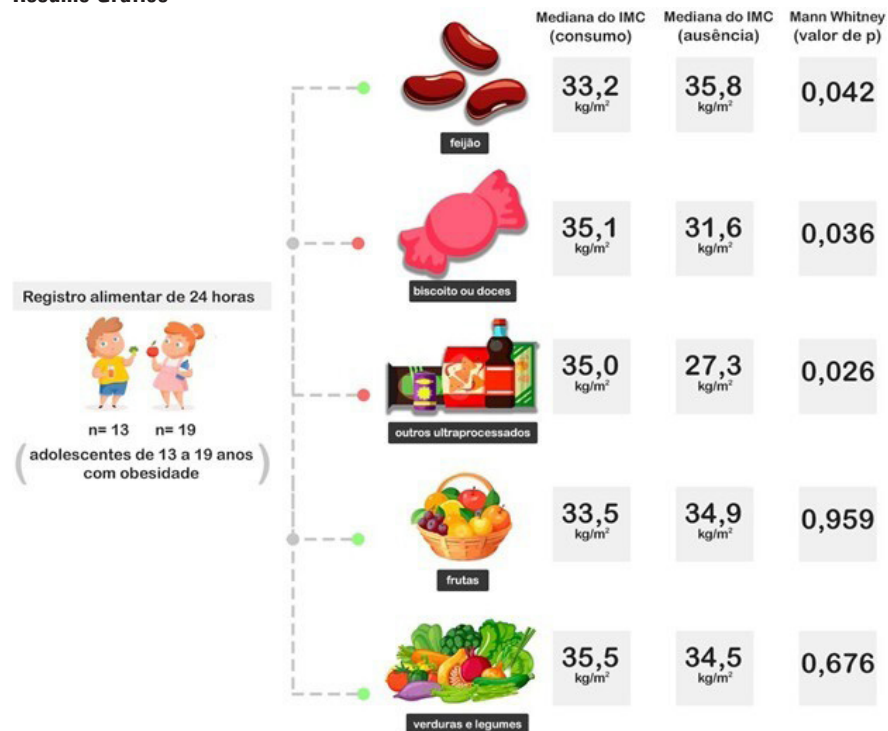 Resumo Gráfico
Mediana do IMC (consumo)
Mediana do IMC (ausência)
Mann Whitney (valor de p)
33,2 kg/m² 35,8 kg/m² 0,042
feijão
35,1 kg/m² 31,6 kg/m² 0,036
biscoito ou doces
Registro alimentar de 24 horas
n= 13 n= 19
(adolescentes de 13 a 19 anos
com obesidade)
35,0 kg/m² 27,3 kg/m² 0,026
outros ultraprocessados
33,5 kg/m² 34,9 kg/m² 0,959
frutas
35,5 kg/m² 34,5 kg/m² 0,676
verduras e legumes